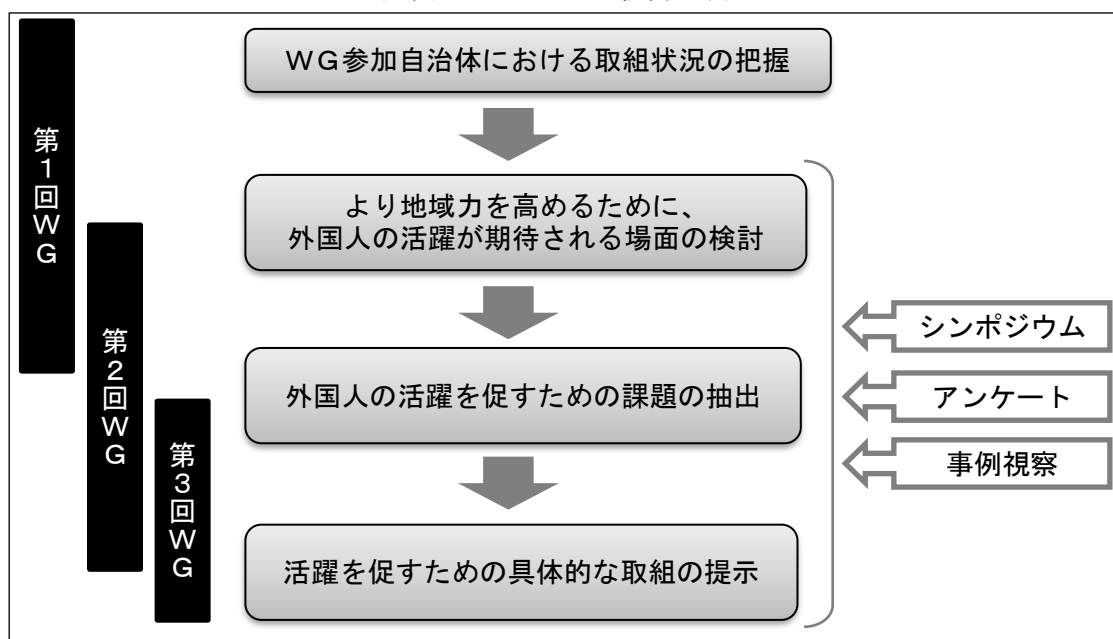 第1回WG
第2回WG
第3回WG
WG参加自治体における取組状況の把握
より地域力を高めるために、
外国人の活躍が期待される場面の検討
外国人の活躍を促すための課題の抽出
活躍を促すための具体的な取組の提示
シンポジウム
アンケート
事例視察